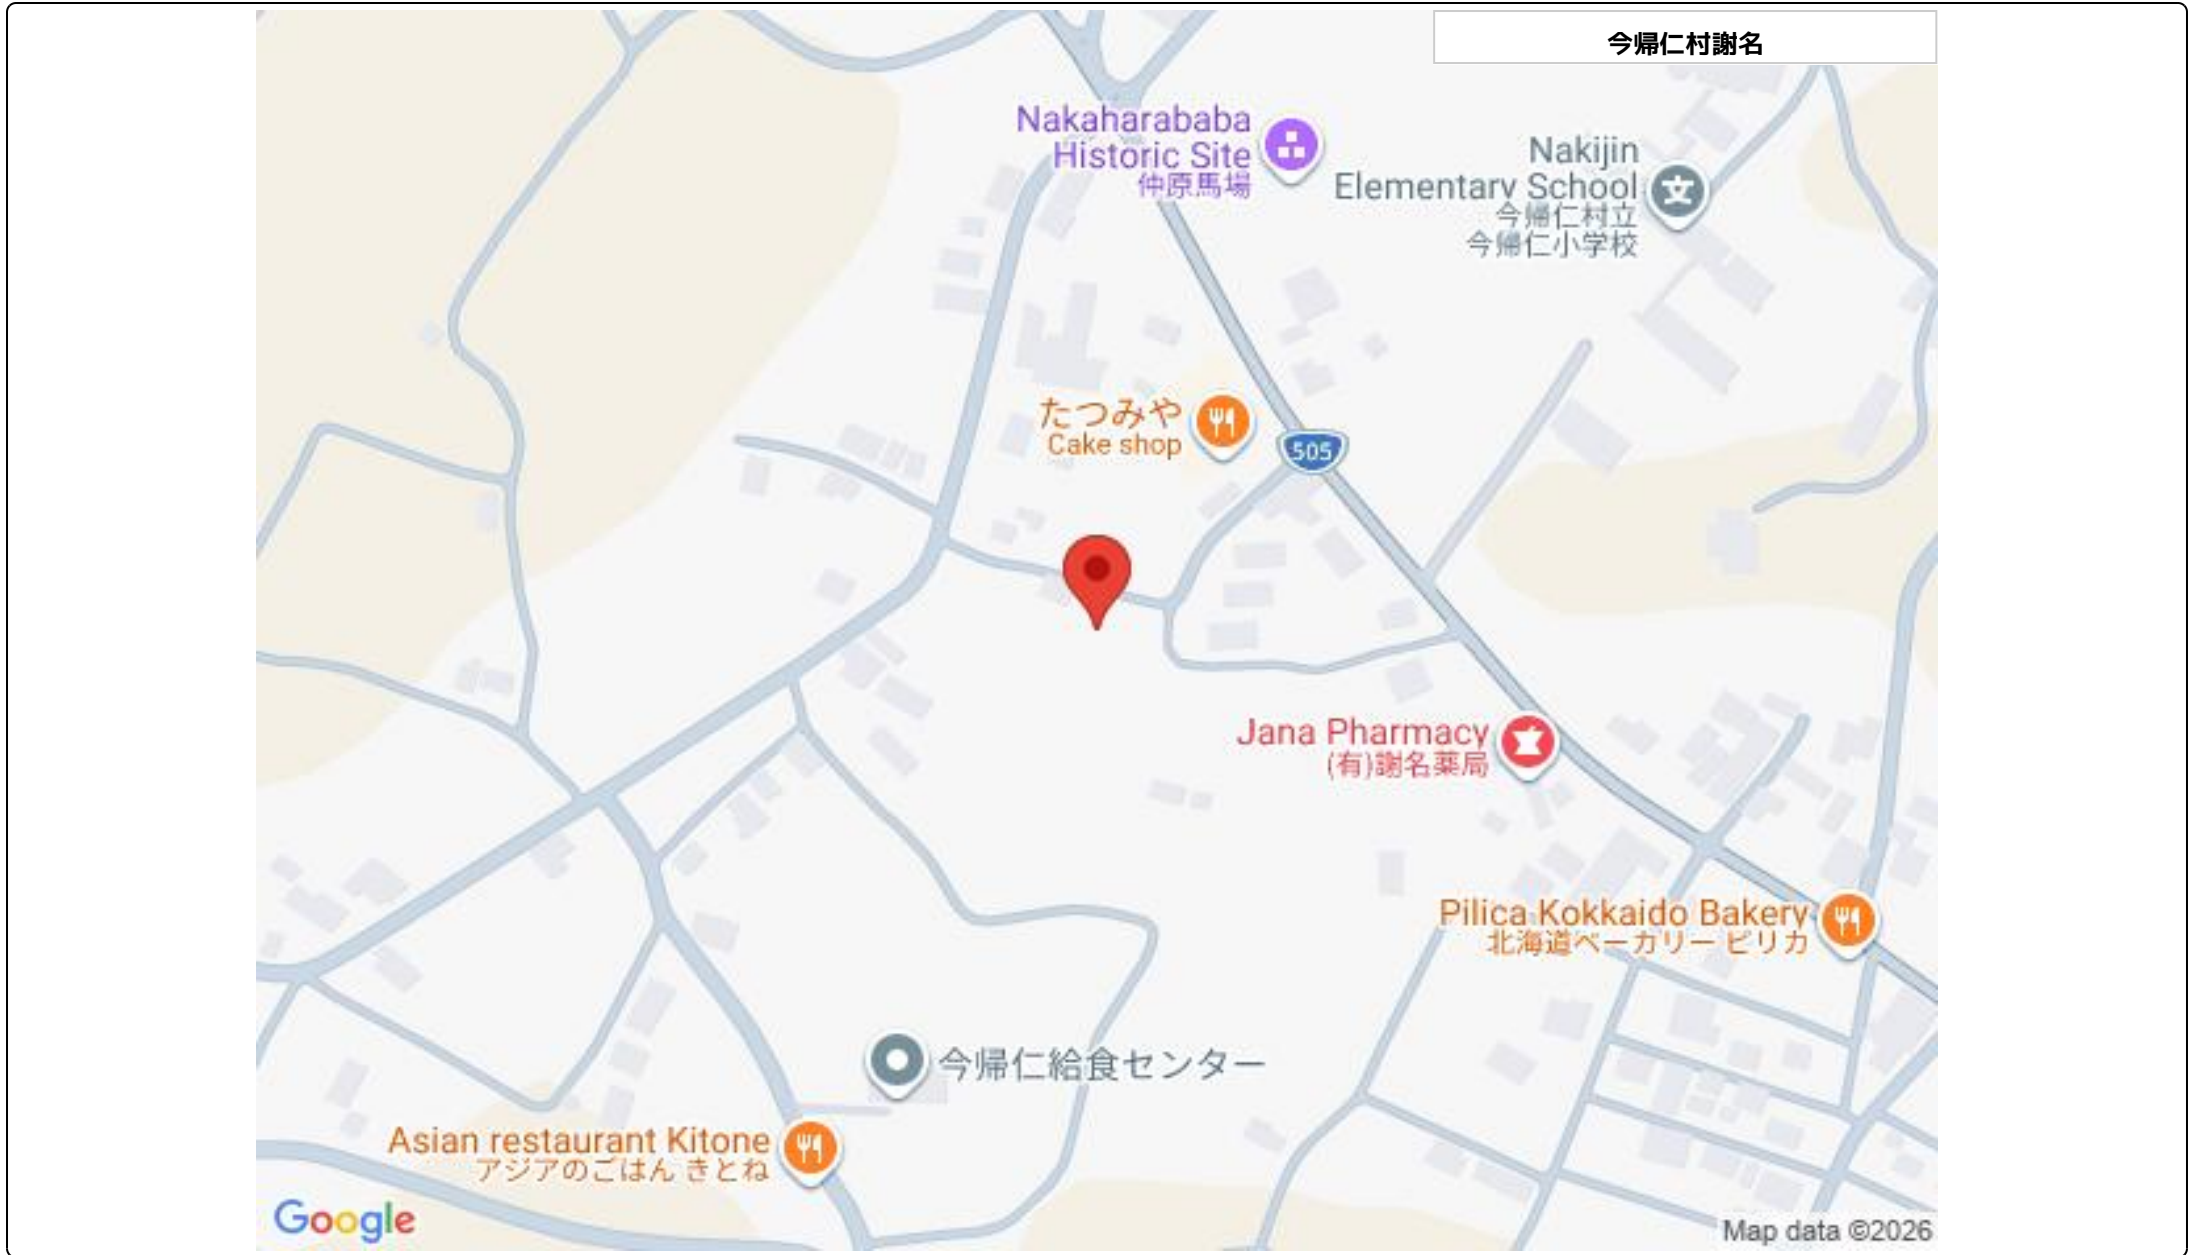 今帰仁村謝名
Nakaharababa
Historic Site
仲原馬場
Nakijin
Elementary School
今帰仁村立
今帰仁小学校
たつみや
Cake shop
505
Jana Pharmacy
(有)謝名薬局
Pilica Kokkaido Bakery
北海道ベーカリー ピリカ
今帰仁給食センター
Asian restaurant Kitone
アジアのごはん きとね
Google
Map data ©2026